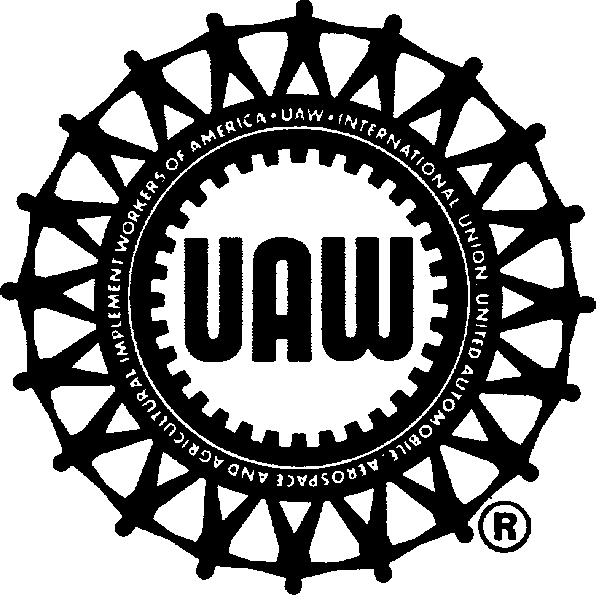 • UAW • INTERNATIONAL UNION, UNITED AUTOMOBILE, AEROSPACE AND AGRICULTURAL IMPLEMENT WORKERS OF AMERICA
UAW
®